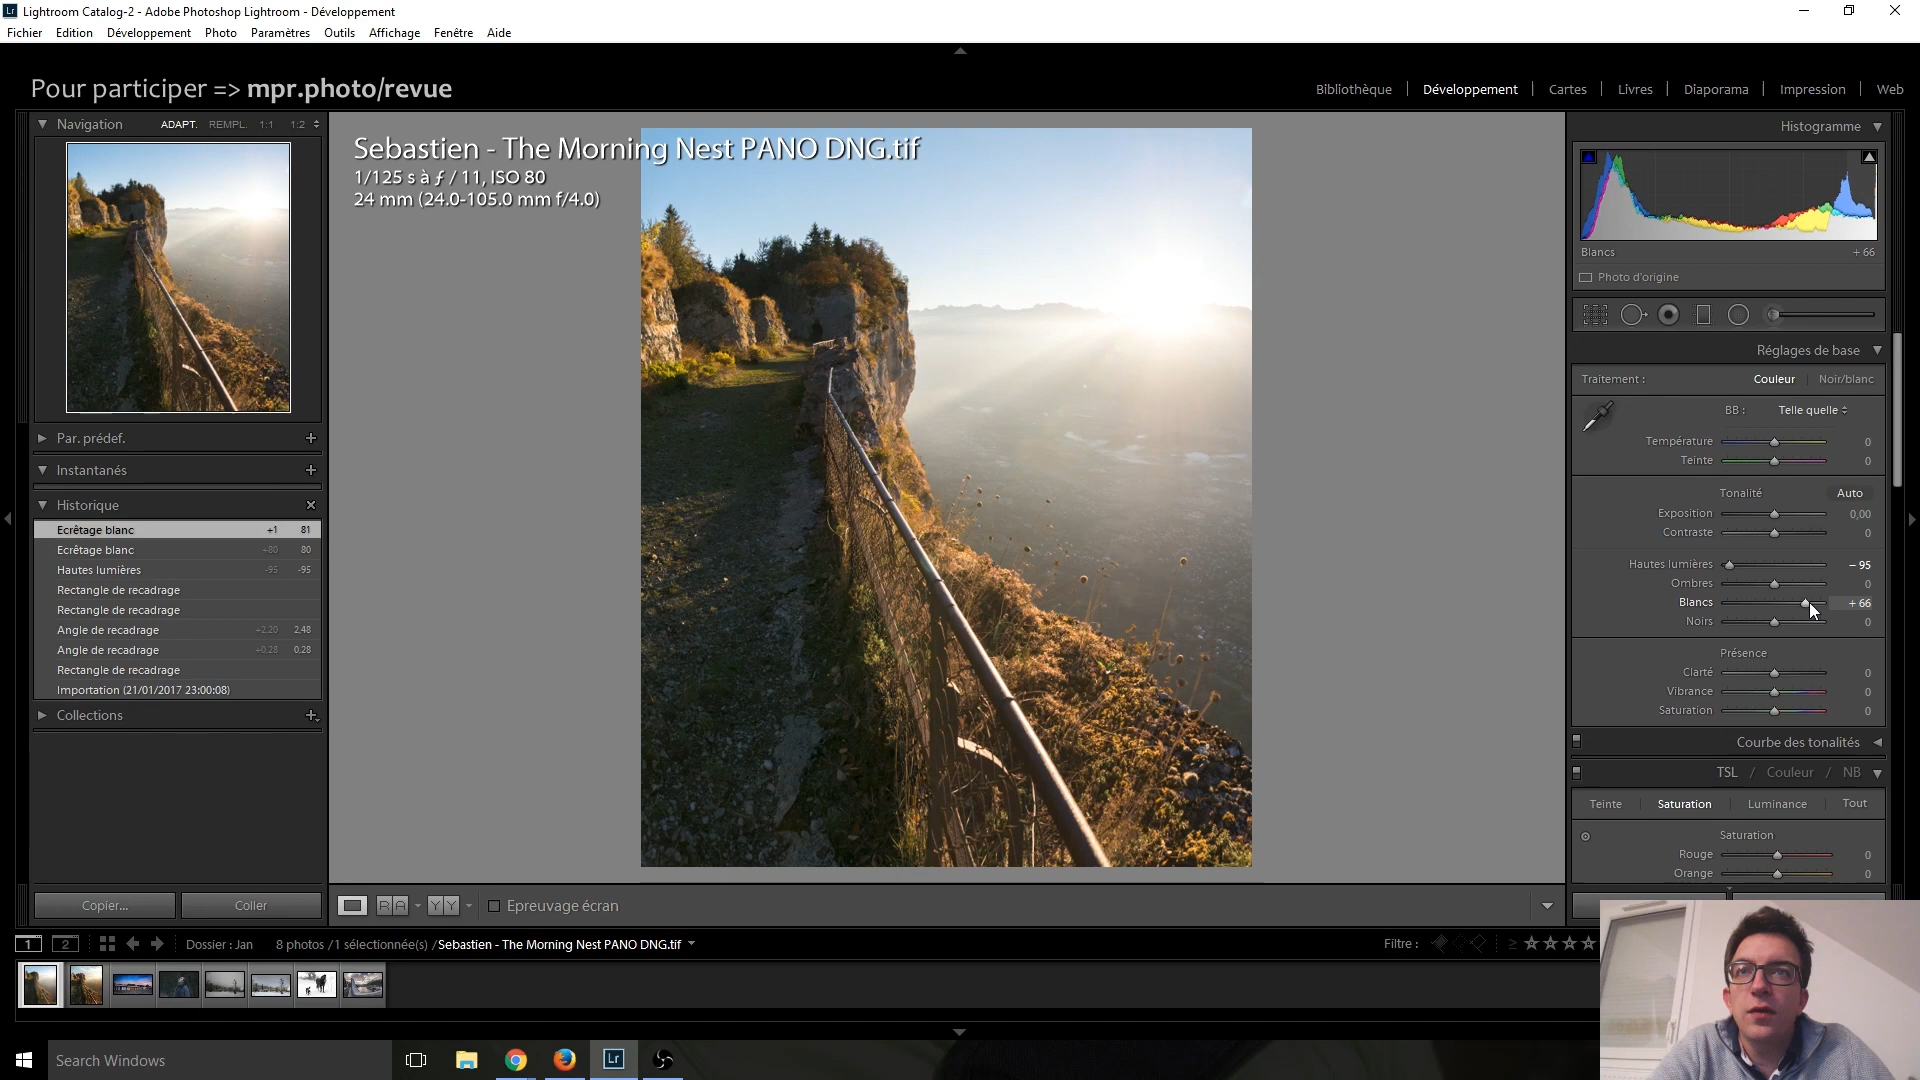 Lightroom Catalog-2 - Adobe Photoshop Lightroom - Développement
Fichier Edition Développement Photo Paramètres Outils Affichage Fenêtre Aide
Pour participer => mpr.photo/revue
Bibliothèque | Développement | Cartes | Livres | Diaporama | Impression | Web
Navigation ADAPT. REMPL. 1:1 1:2
Par. prédef.
Instantanés
Historique
Ecrêtage blanc +1 81
Ecrêtage blanc +80 80
Hautes lumières -95 -95
Rectangle de recadrage
Rectangle de recadrage
Angle de recadrage +2,20 2,48
Angle de recadrage +0,28 0,28
Rectangle de recadrage
Importation (21/01/2017 23:00:08)
Collections
Copier... Coller
Sebastien - The Morning Nest PANO DNG.tif
1/125 s à ƒ / 11, ISO 80
24 mm (24.0-105.0 mm f/4.0)
Histogramme
Blancs + 66
Photo d'origine
Réglages de base
Traitement : Couleur | Noir/blanc
BB : Telle quelle
Température 0
Teinte 0
Tonalité Auto
Exposition 0,00
Contraste 0
Hautes lumières – 95
Ombres 0
Blancs + 66
Noirs 0
Présence
Clarté 0
Vibrance 0
Saturation 0
Courbe des tonalités
TSL / Couleur / NB
Teinte Saturation Luminance Tout
Saturation
Rouge 0
Orange 0
R A Y Y Epreuvage écran
1 2 Dossier : Jan 8 photos /1 sélectionnée(s) /Sebastien - The Morning Nest PANO DNG.tif Filtre : ≥
Search Windows Lr